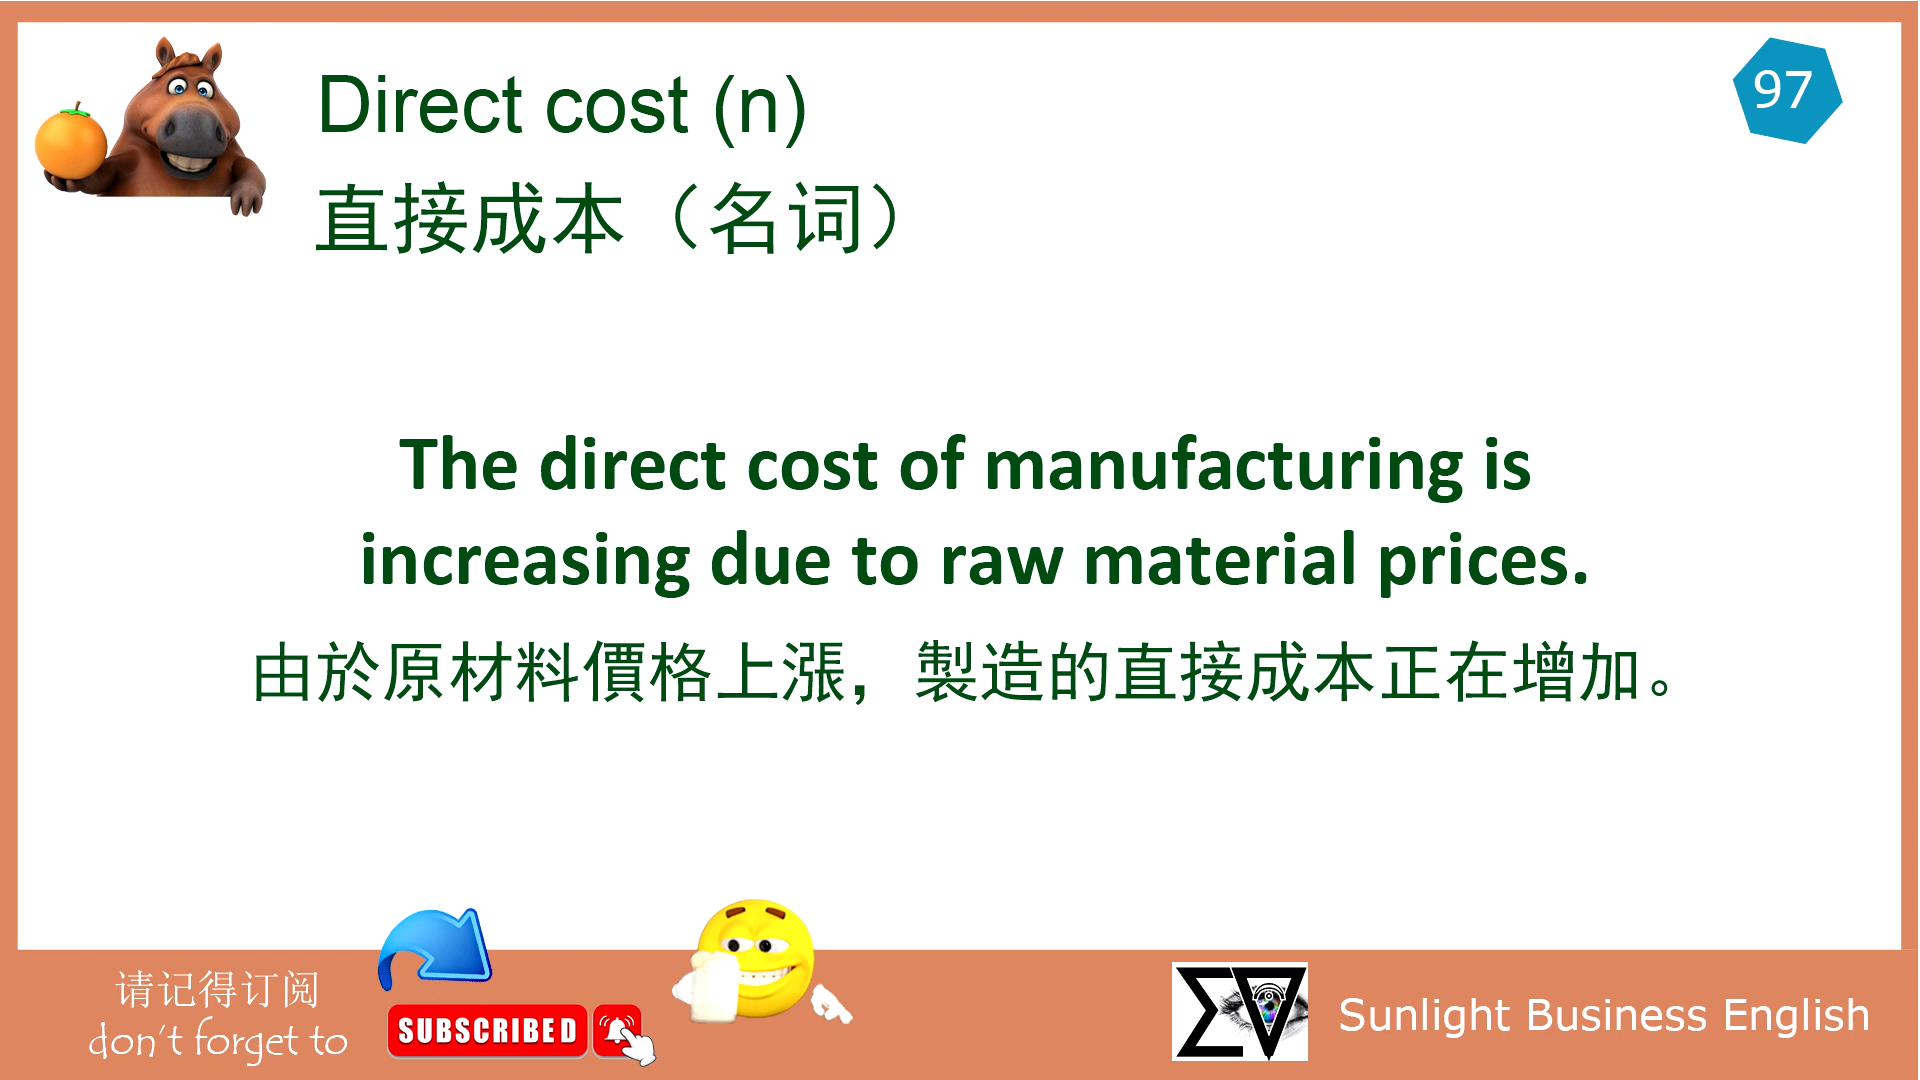 Direct cost (n)
97
直接成本（名词）
The direct cost of manufacturing is
increasing due to raw material prices.
由於原材料價格上漲，製造的直接成本正在增加。
请记得订阅
don't forget to
SUBSCRIBED
Sunlight Business English